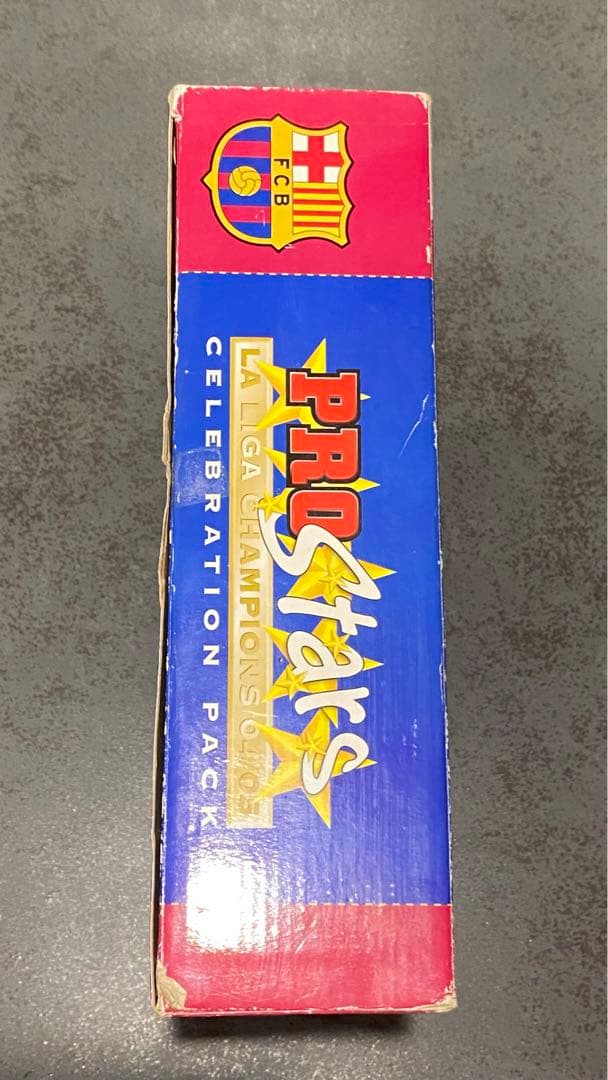 FCB
PRO Stars
LA LIGA CHAMPIONS 04/05
CELEBRATION PACK